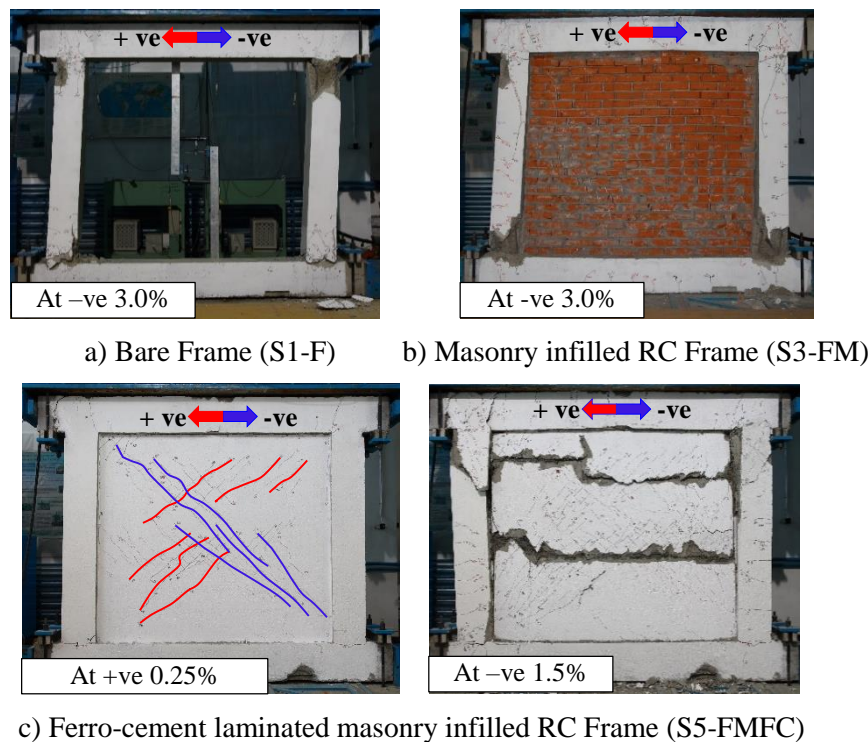 + ve -ve
+ ve -ve
At –ve 3.0%
At -ve 3.0%
a) Bare Frame (S1-F)
b) Masonry infilled RC Frame (S3-FM)
+ ve -ve
+ ve -ve
At +ve 0.25%
At –ve 1.5%
c) Ferro-cement laminated masonry infilled RC Frame (S5-FMFC)